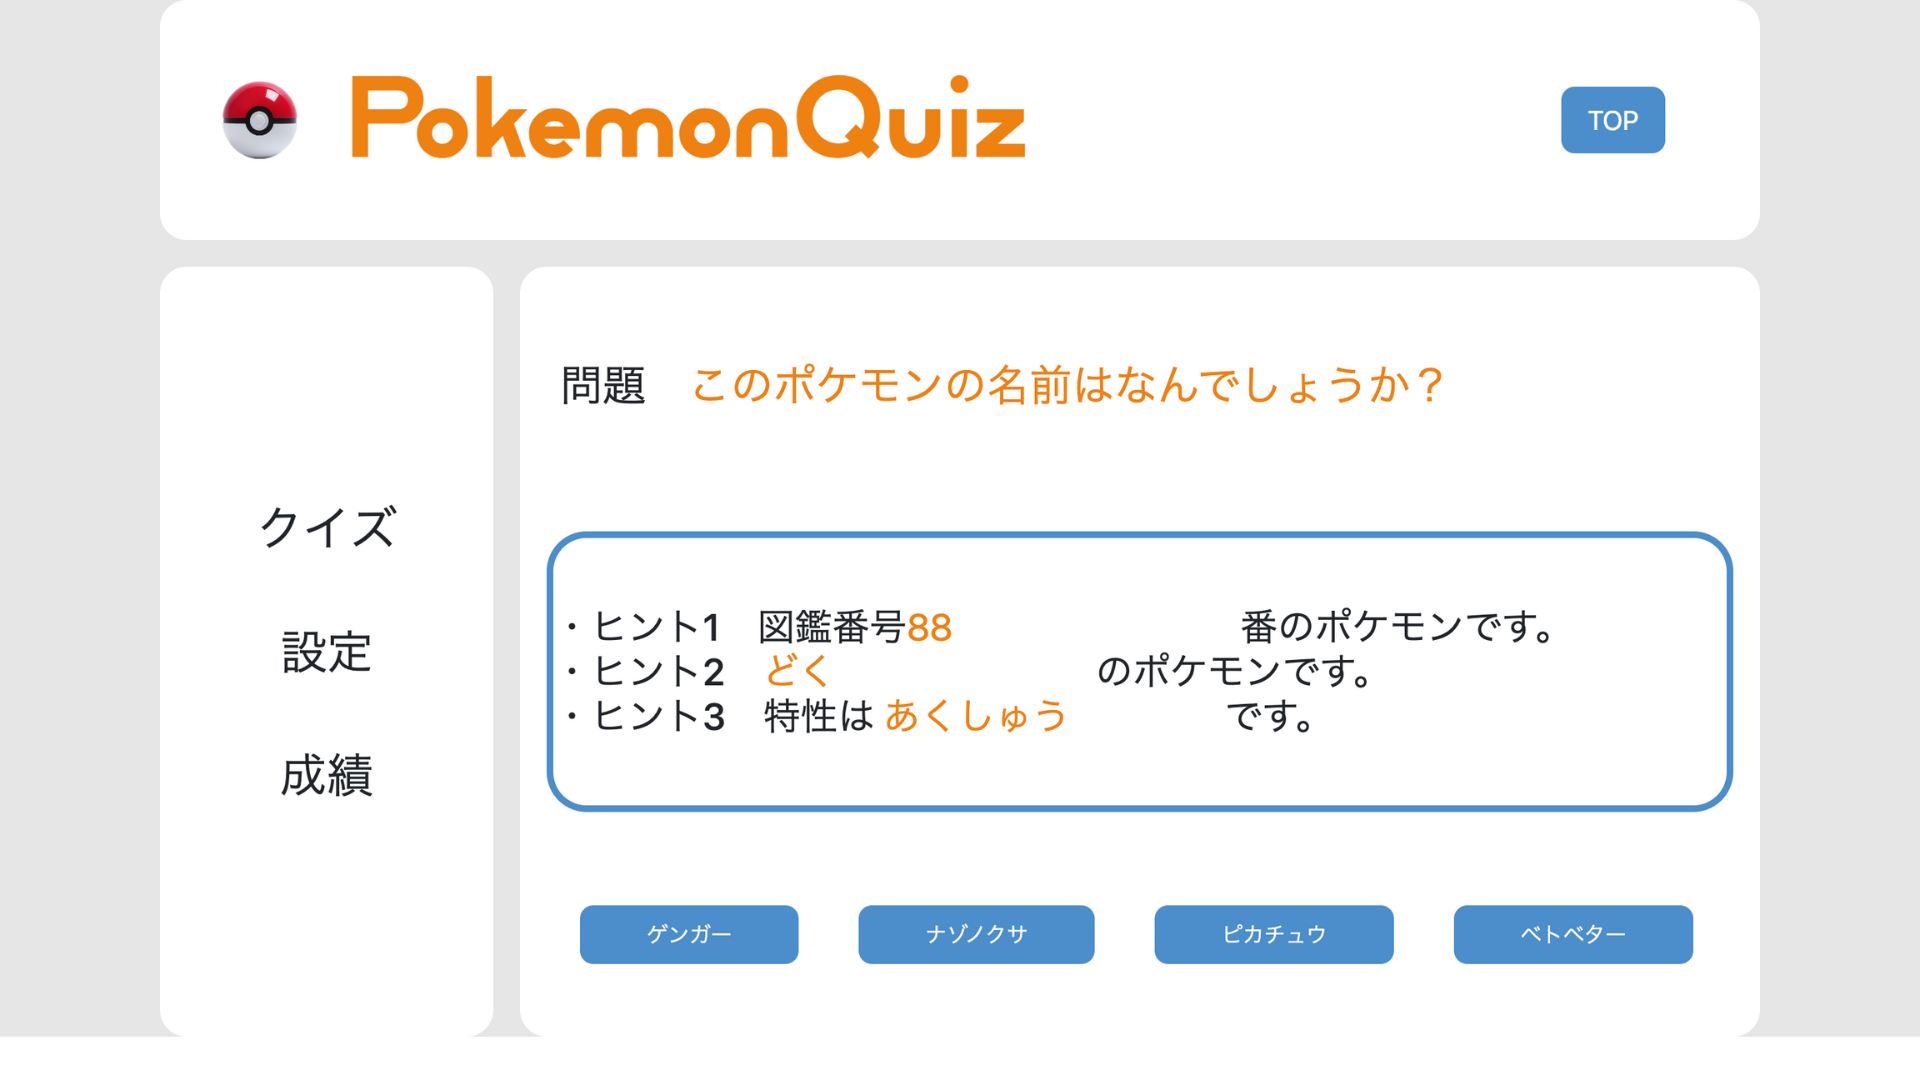 PokemonQuiz
TOP
クイズ
設定
成績
問題　このポケモンの名前はなんでしょうか？
・ヒント1　図鑑番号88 番のポケモンです。
・ヒント2　どく のポケモンです。
・ヒント3　特性は あくしゅう です。
ゲンガー
ナゾノクサ
ピカチュウ
ベトベター